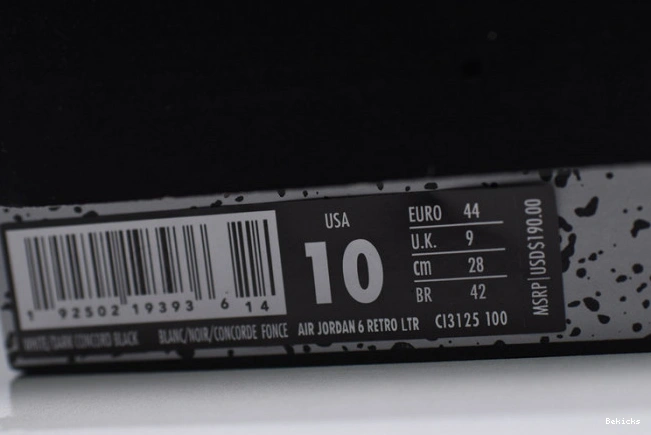 USA
10
EURO 44
U.K. 9
cm 28
BR 42
MSRP|USD$190.00
1 92502 19393 6 14
WHITE/DARK CONCORD BLACK BLANC/NOIR/CONCORDE FONCE AIR JORDAN 6 RETRO LTR CI3125 100
Bekicks